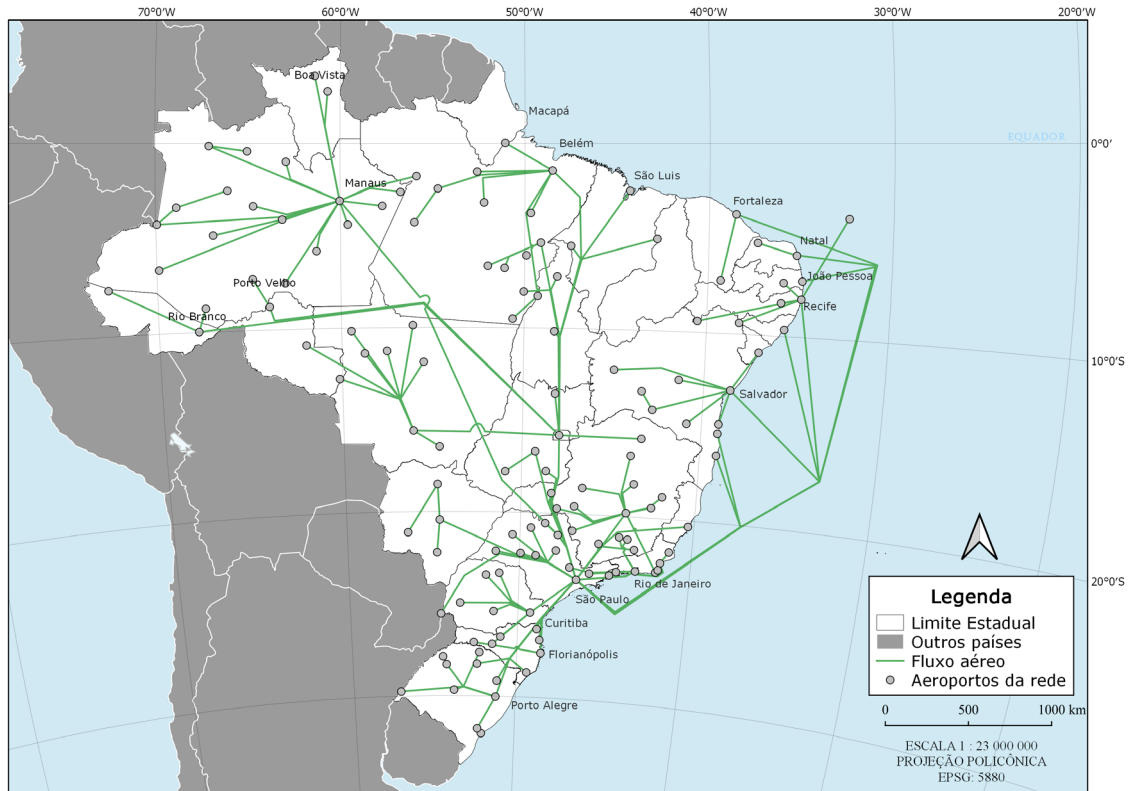 70°0'W 60°0'W 50°0'W 40°0'W 30°0'W 20°0'W
Boa Vista
Macapá
EQUADOR
0°0'
Belém
São Luis
Manaus
Fortaleza
Natal
João Pessoa
Porto Velho
Recife
Rio Branco
10°0'S
Salvador
20°0'S
Rio de Janeiro
São Paulo
Curitiba
Florianópolis
Porto Alegre
Legenda
Limite Estadual
Outros países
Fluxo aéreo
Aeroportos da rede
0 500 1000 km
ESCALA 1 : 23 000 000
PROJEÇÃO POLICÔNICA
EPSG: 5880